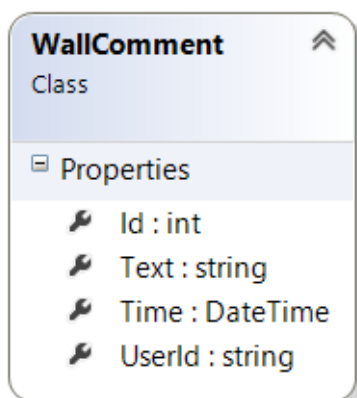 WallComment
Class
Properties
Id : int
Text : string
Time : DateTime
UserId : string